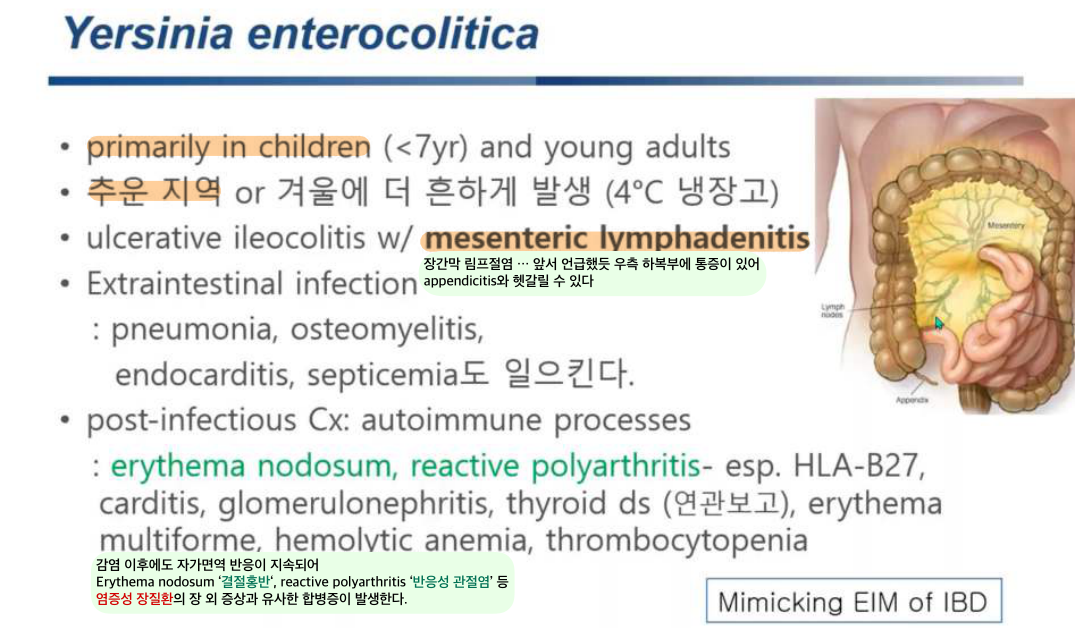 Yersinia enterocolitica
• primarily in children (<7yr) and young adults
• 추운 지역 or 겨울에 더 흔하게 발생 (4°C 냉장고)
• ulcerative ileocolitis w/ mesenteric lymphadenitis
장간막 림프절염 … 앞서 언급했듯 우측 하복부에 통증이 있어
appendicitis와 헷갈릴 수 있다
• Extraintestinal infection
: pneumonia, osteomyelitis,
endocarditis, septicemia도 일으킨다.
• post-infectious Cx: autoimmune processes
: erythema nodosum, reactive polyarthritis- esp. HLA-B27,
carditis, glomerulonephritis, thyroid ds (연관보고), erythema
multiforme, hemolytic anemia, thrombocytopenia
감염 이후에도 자가면역 반응이 지속되어
Erythema nodosum ‘결절홍반‘, reactive polyarthritis ‘반응성 관절염’ 등
염증성 장질환의 장 외 증상과 유사한 합병증이 발생한다.
Mimicking EIM of IBD
Mesentery
Lymph
nodes
Appendix